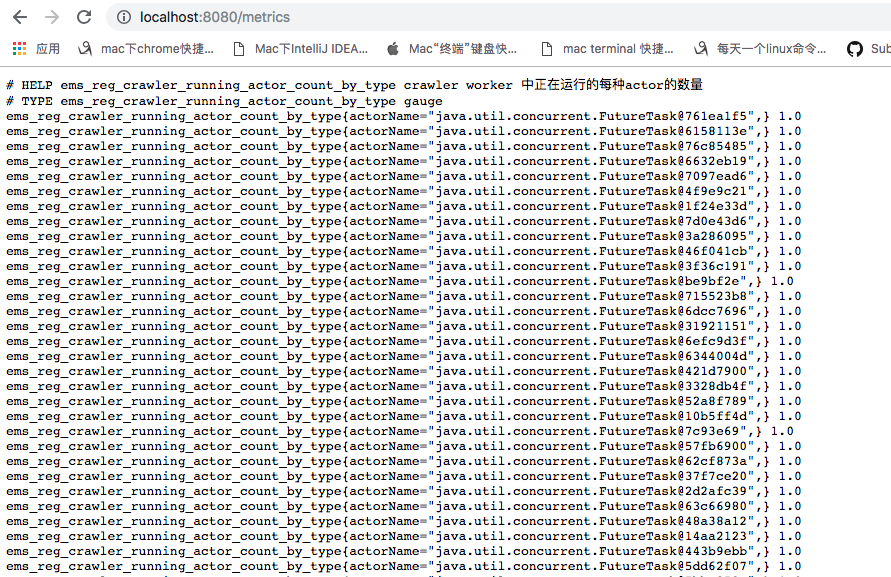 localhost:8080/metrics
应用 mac下chrome快捷... Mac下IntelliJ IDEA... Mac“终端”键盘快... mac terminal 快捷... 每天一个linux命令... Sub
# HELP ems_reg_crawler_running_actor_count_by_type crawler worker 中正在运行的每种actor的数量
# TYPE ems_reg_crawler_running_actor_count_by_type gauge
ems_reg_crawler_running_actor_count_by_type{actorName="java.util.concurrent.FutureTask@761ea1f5",} 1.0
ems_reg_crawler_running_actor_count_by_type{actorName="java.util.concurrent.FutureTask@6158113e",} 1.0
ems_reg_crawler_running_actor_count_by_type{actorName="java.util.concurrent.FutureTask@76c85485",} 1.0
ems_reg_crawler_running_actor_count_by_type{actorName="java.util.concurrent.FutureTask@6632eb19",} 1.0
ems_reg_crawler_running_actor_count_by_type{actorName="java.util.concurrent.FutureTask@7097ead6",} 1.0
ems_reg_crawler_running_actor_count_by_type{actorName="java.util.concurrent.FutureTask@4f9e9c21",} 1.0
ems_reg_crawler_running_actor_count_by_type{actorName="java.util.concurrent.FutureTask@1f24e33d",} 1.0
ems_reg_crawler_running_actor_count_by_type{actorName="java.util.concurrent.FutureTask@7d0e43d6",} 1.0
ems_reg_crawler_running_actor_count_by_type{actorName="java.util.concurrent.FutureTask@3a286095",} 1.0
ems_reg_crawler_running_actor_count_by_type{actorName="java.util.concurrent.FutureTask@46f041cb",} 1.0
ems_reg_crawler_running_actor_count_by_type{actorName="java.util.concurrent.FutureTask@3f36c191",} 1.0
ems_reg_crawler_running_actor_count_by_type{actorName="java.util.concurrent.FutureTask@be9bf2e",} 1.0
ems_reg_crawler_running_actor_count_by_type{actorName="java.util.concurrent.FutureTask@715523b8",} 1.0
ems_reg_crawler_running_actor_count_by_type{actorName="java.util.concurrent.FutureTask@6dcc7696",} 1.0
ems_reg_crawler_running_actor_count_by_type{actorName="java.util.concurrent.FutureTask@31921151",} 1.0
ems_reg_crawler_running_actor_count_by_type{actorName="java.util.concurrent.FutureTask@6efc9d3f",} 1.0
ems_reg_crawler_running_actor_count_by_type{actorName="java.util.concurrent.FutureTask@6344004d",} 1.0
ems_reg_crawler_running_actor_count_by_type{actorName="java.util.concurrent.FutureTask@421d7900",} 1.0
ems_reg_crawler_running_actor_count_by_type{actorName="java.util.concurrent.FutureTask@3328db4f",} 1.0
ems_reg_crawler_running_actor_count_by_type{actorName="java.util.concurrent.FutureTask@52a8f789",} 1.0
ems_reg_crawler_running_actor_count_by_type{actorName="java.util.concurrent.FutureTask@10b5ff4d",} 1.0
ems_reg_crawler_running_actor_count_by_type{actorName="java.util.concurrent.FutureTask@7c93e69",} 1.0
ems_reg_crawler_running_actor_count_by_type{actorName="java.util.concurrent.FutureTask@57fb6900",} 1.0
ems_reg_crawler_running_actor_count_by_type{actorName="java.util.concurrent.FutureTask@62cf873a",} 1.0
ems_reg_crawler_running_actor_count_by_type{actorName="java.util.concurrent.FutureTask@37f7ce20",} 1.0
ems_reg_crawler_running_actor_count_by_type{actorName="java.util.concurrent.FutureTask@2d2afc39",} 1.0
ems_reg_crawler_running_actor_count_by_type{actorName="java.util.concurrent.FutureTask@63c66980",} 1.0
ems_reg_crawler_running_actor_count_by_type{actorName="java.util.concurrent.FutureTask@48a38a12",} 1.0
ems_reg_crawler_running_actor_count_by_type{actorName="java.util.concurrent.FutureTask@14aa2123",} 1.0
ems_reg_crawler_running_actor_count_by_type{actorName="java.util.concurrent.FutureTask@443b9ebb",} 1.0
ems_reg_crawler_running_actor_count_by_type{actorName="java.util.concurrent.FutureTask@5dd62f07",} 1.0